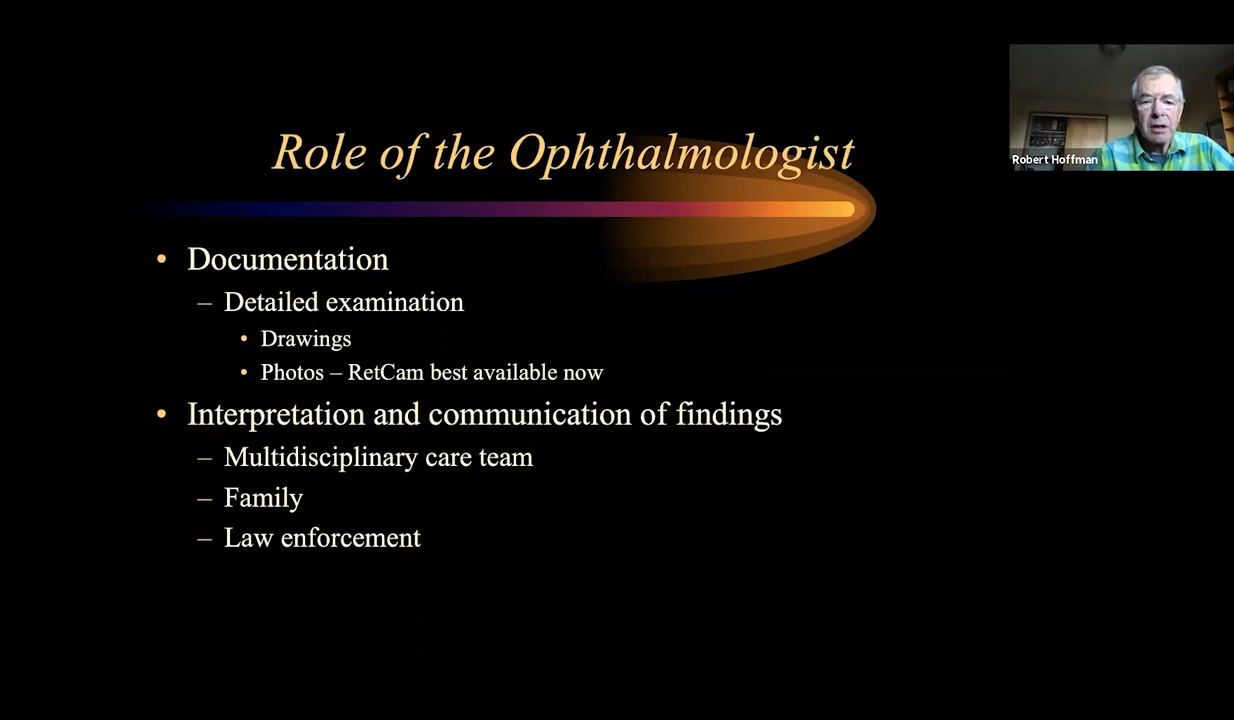 Role of the Ophthalmologist
Robert Hoffman
• Documentation
– Detailed examination
• Drawings
• Photos – RetCam best available now
• Interpretation and communication of findings
– Multidisciplinary care team
– Family
– Law enforcement